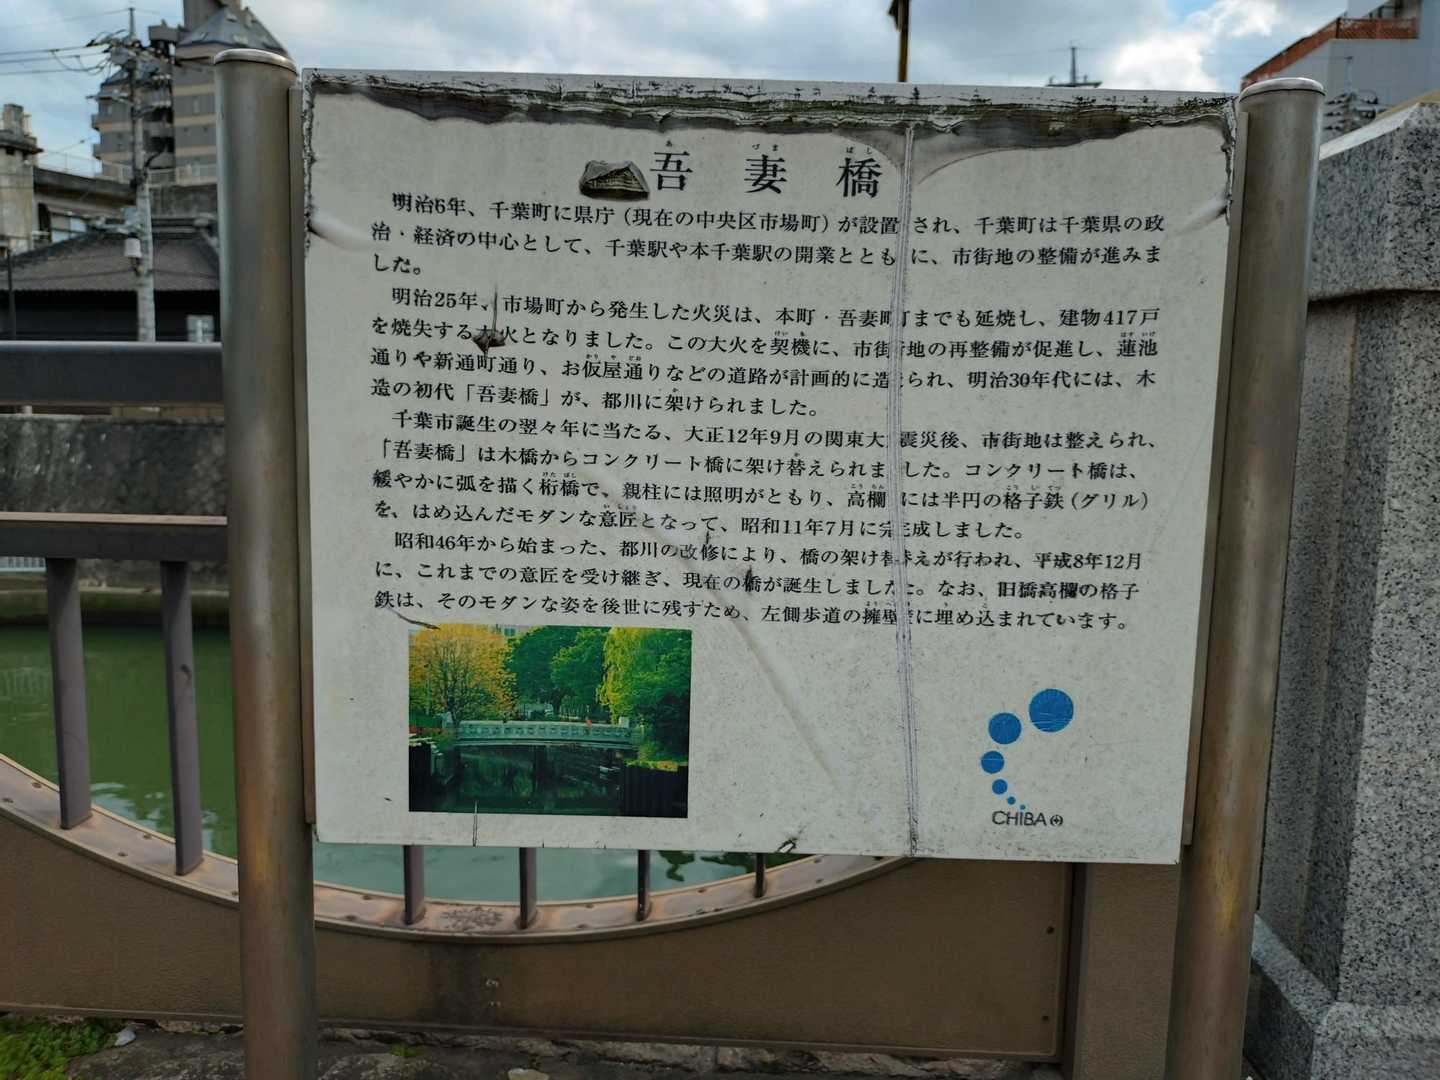 吾妻橋
明治6年、千葉町に県庁（現在の中央区市場町）が設置され、千葉町は千葉県の政
治・経済の中心として、千葉駅や本千葉駅の開業とともに、市街地の整備が進みま
した。
明治25年、市場町から発生した火災は、本町・吾妻町までも延焼し、建物417戸
を焼失する大火となりました。この大火を契機に、市街地の再整備が促進し、蓮池
通りや新通町通り、お仮屋通りなどの道路が計画的に造られ、明治30年代には、木
造の初代「吾妻橋」が、都川に架けられました。
千葉市誕生の翌々年に当たる、大正12年9月の関東大震災後、市街地は整えられ、
「吾妻橋」は木橋からコンクリート橋に架け替えられました。コンクリート橋は、
緩やかに弧を描く桁橋で、親柱には照明がともり、高欄には半円の格子鉄（グリル）
を、はめ込んだモダンな意匠となって、昭和11年7月に完成しました。
昭和46年から始まった、都川の改修により、橋の架け替えが行われ、平成8年12月
に、これまでの意匠を受け継ぎ、現在の橋が誕生しました。なお、旧橋高欄の格子
鉄は、そのモダンな姿を後世に残すため、左側歩道の擁壁に埋め込まれています。
CHIBA